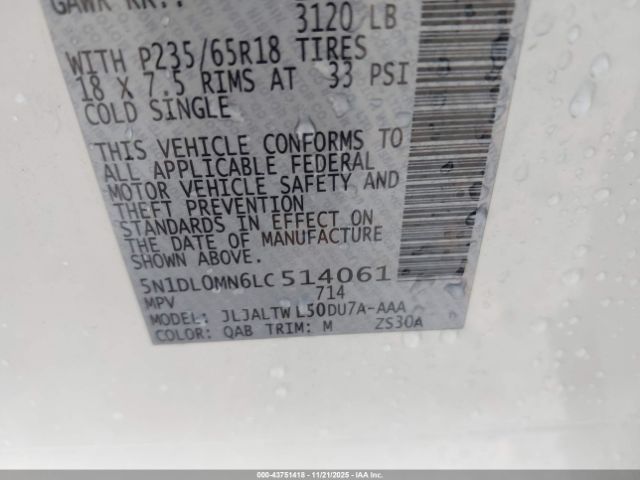 GAWR RR.:
3120 LB
WITH P235/65R18 TIRES
18 X 7.5 RIMS AT 33 PSI
COLD SINGLE
THIS VEHICLE CONFORMS TO
ALL APPLICABLE FEDERAL
MOTOR VEHICLE SAFETY AND
THEFT PREVENTION
STANDARDS IN EFFECT ON
THE DATE OF MANUFACTURE
SHOWN ABOVE.
5N1DL0MN6LC514061
MPV 714
MODEL: JLJALTWL50DU7A-AAA
COLOR: QAB TRIM: M ZS30A
000-43751418 - 11/21/2025 - IAA Inc.